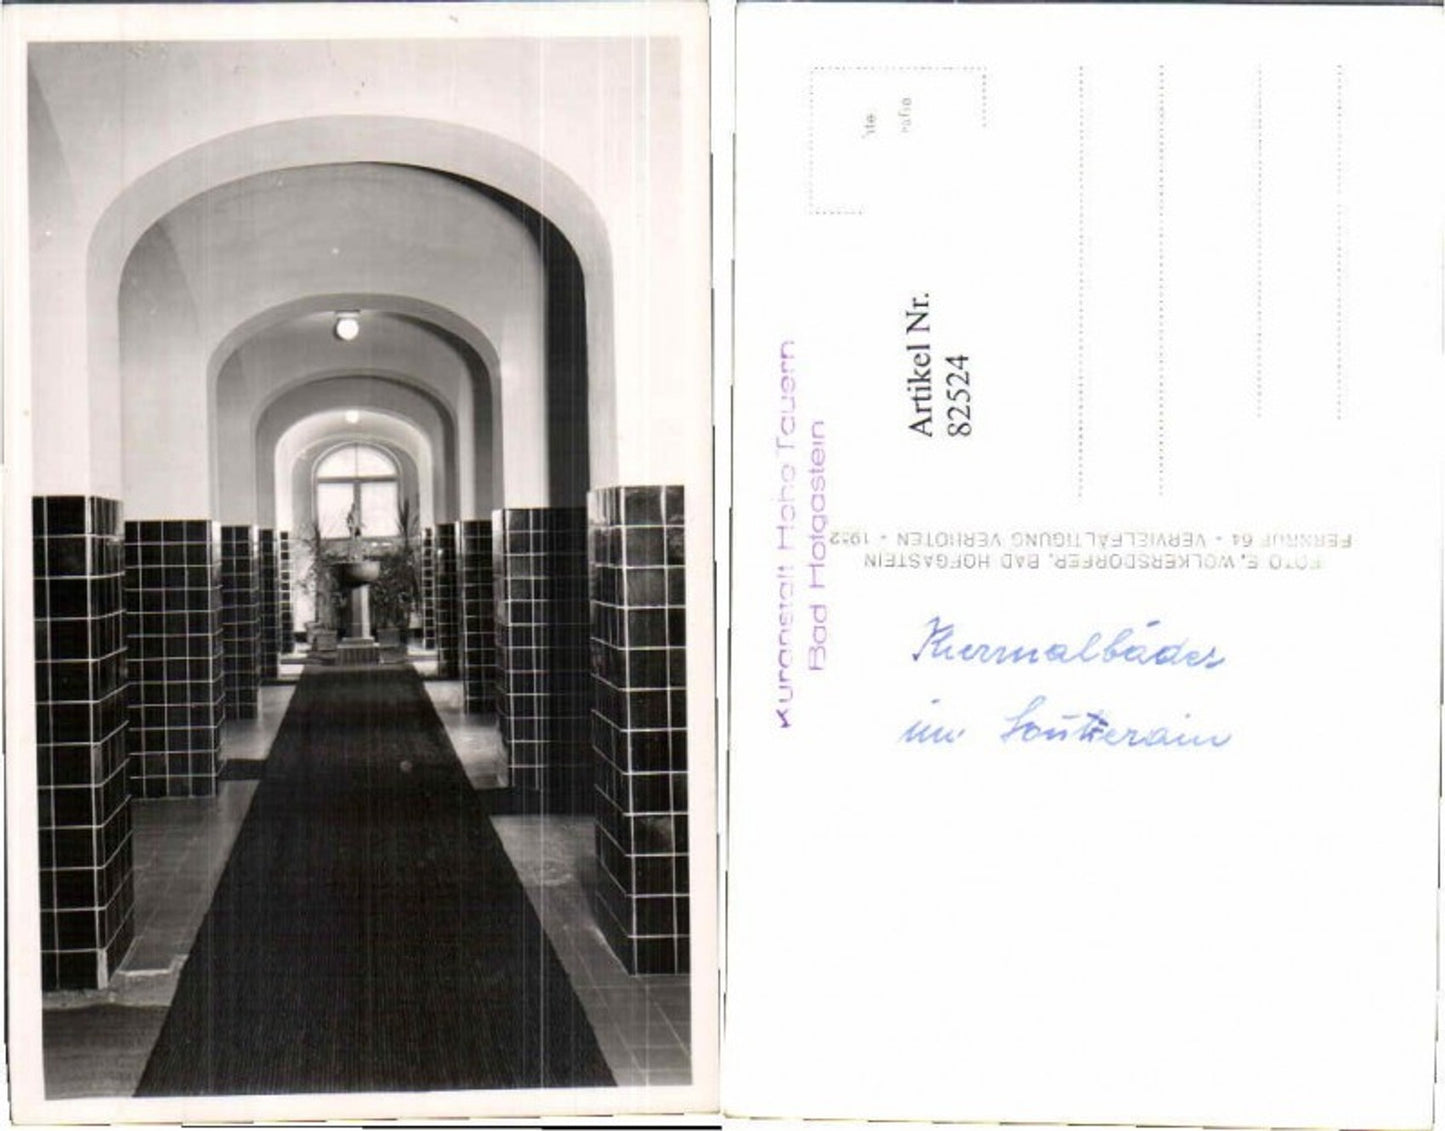 Kuranstalt Hohe Tauern
Bad Hofgastein
Artikel Nr.
82524
FOTO E. WOLKERSDORFER, BAD HOFGASTEIN
FERNRUF 64 - VERVIELFÄLTIGUNG VERBOTEN -
Thermalbäder
im Souterrain